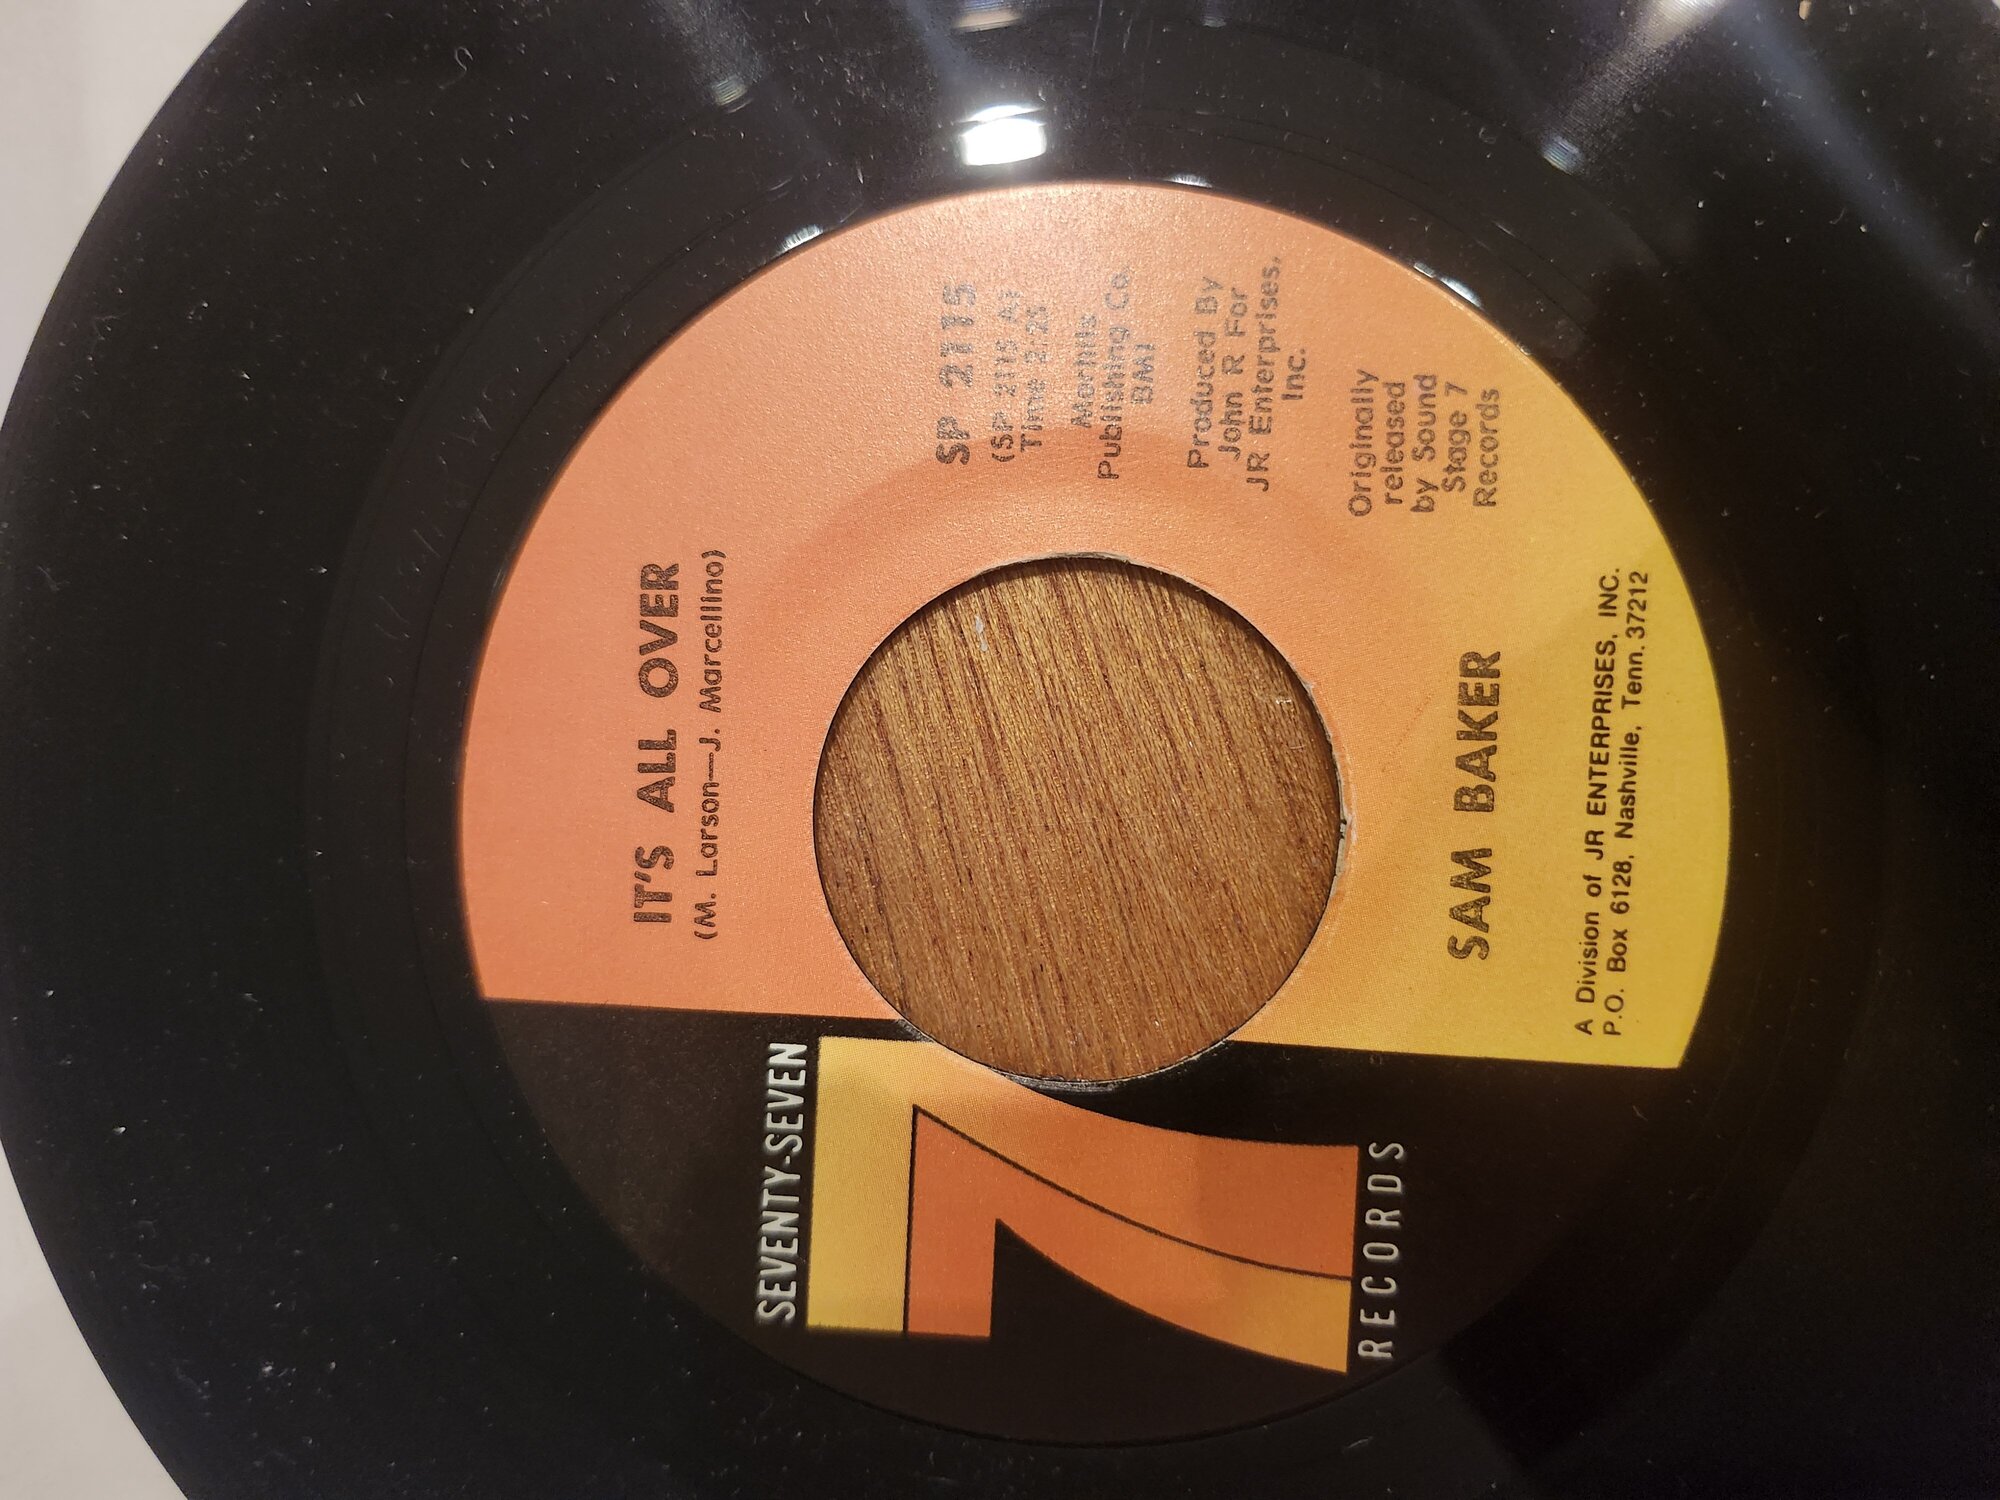 SEVENTY-SEVEN
7
RECORDS
IT'S ALL OVER
(M. Larson—J. Marcellino)
SP 2115
(SP 2115 A)
Time 2:25
Publishing Co.
BMI
Produced By
John R For
JR Enterprises,
Inc.
Originally
released
by Sound
Stage 7
Records
SAM BAKER
A Division of JR ENTERPRISES, INC.
P.O. Box 6128, Nashville, Tenn. 37212